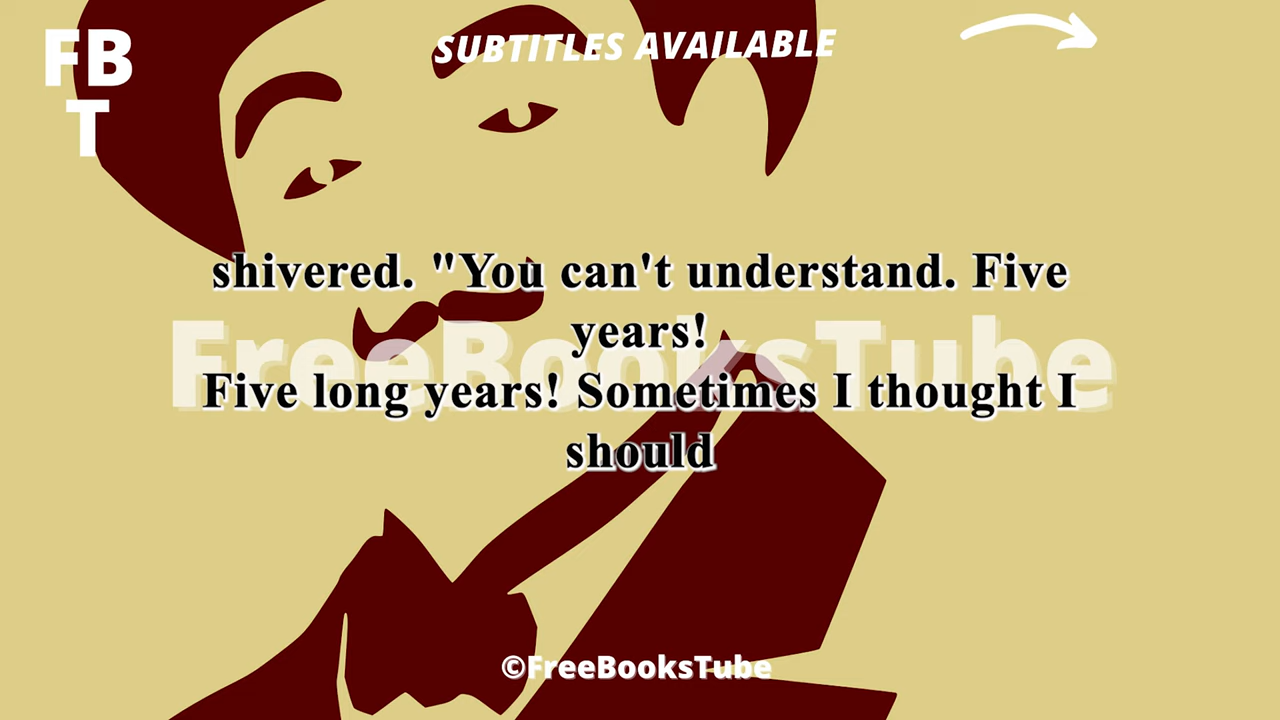 FB
T
SUBTITLES AVAILABLE
shivered. "You can't understand. Five
years!
FreeBooksTube
Five long years! Sometimes I thought I
should
©FreeBooksTube